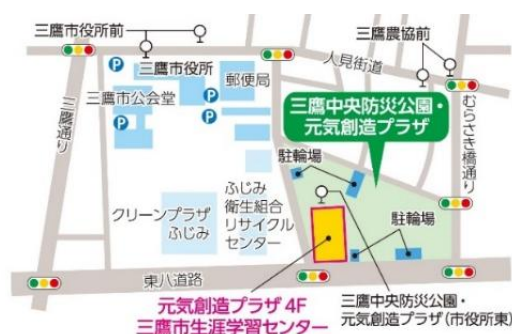 三鷹市役所前
三鷹農協前
人見街道
P
三鷹市役所
郵便局
P
三鷹市公会堂
P
P
三鷹中央防災公園・
元気創造プラザ
三鷹通り
むらさき橋通り
駐輪場
ふじみ
衛生組合
リサイクル
センター
クリーンプラザ
ふじみ
駐輪場
東八道路
元気創造プラザ 4F
三鷹市生涯学習センター
三鷹中央防災公園・
元気創造プラザ(市役所東)